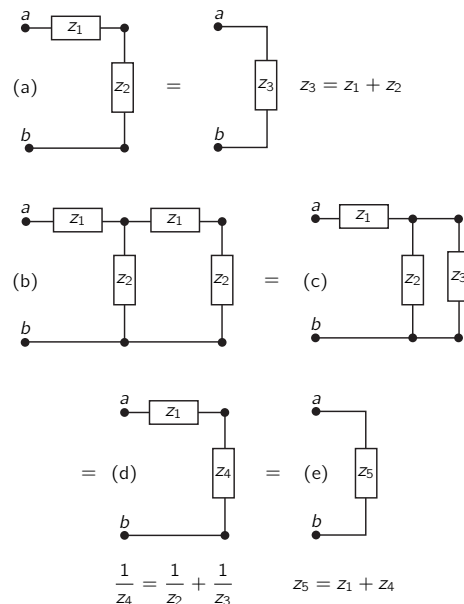 a
z₁
(a) z₂ = z₃ z₃ = z₁ + z₂
b
a
b
a z₁ z₁
a z₁
(b) z₂ z₂ = (c) z₂ z₃
b
b
a z₁
a
= (d) z₄ = (e) z₅
b
b
1/z₄ = 1/z₂ + 1/z₃ z₅ = z₁ + z₄